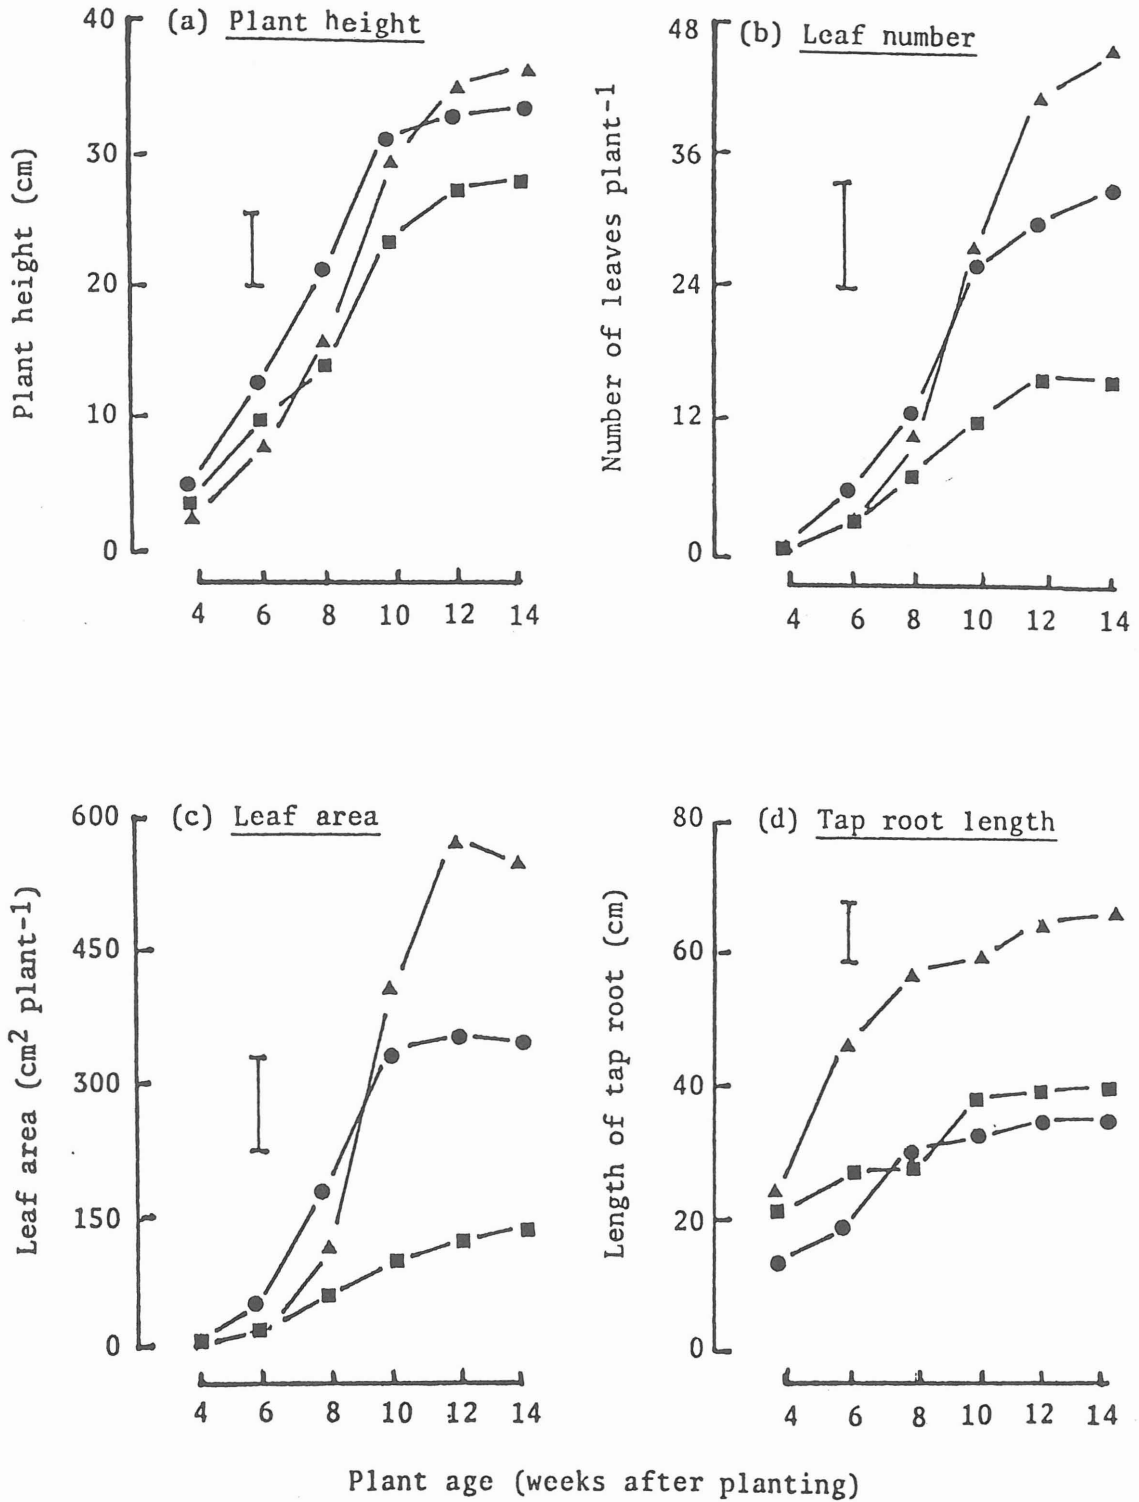 (a) Plant height
Plant height (cm)
40
30
20
10
0
4 6 8 10 12 14
(b) Leaf number
Number of leaves plant-1
48
36
24
12
0
4 6 8 10 12 14
(c) Leaf area
Leaf area (cm² plant-1)
600
450
300
150
0
4 6 8 10 12 14
(d) Tap root length
Length of tap root (cm)
80
60
40
20
0
4 6 8 10 12 14
Plant age (weeks after planting)